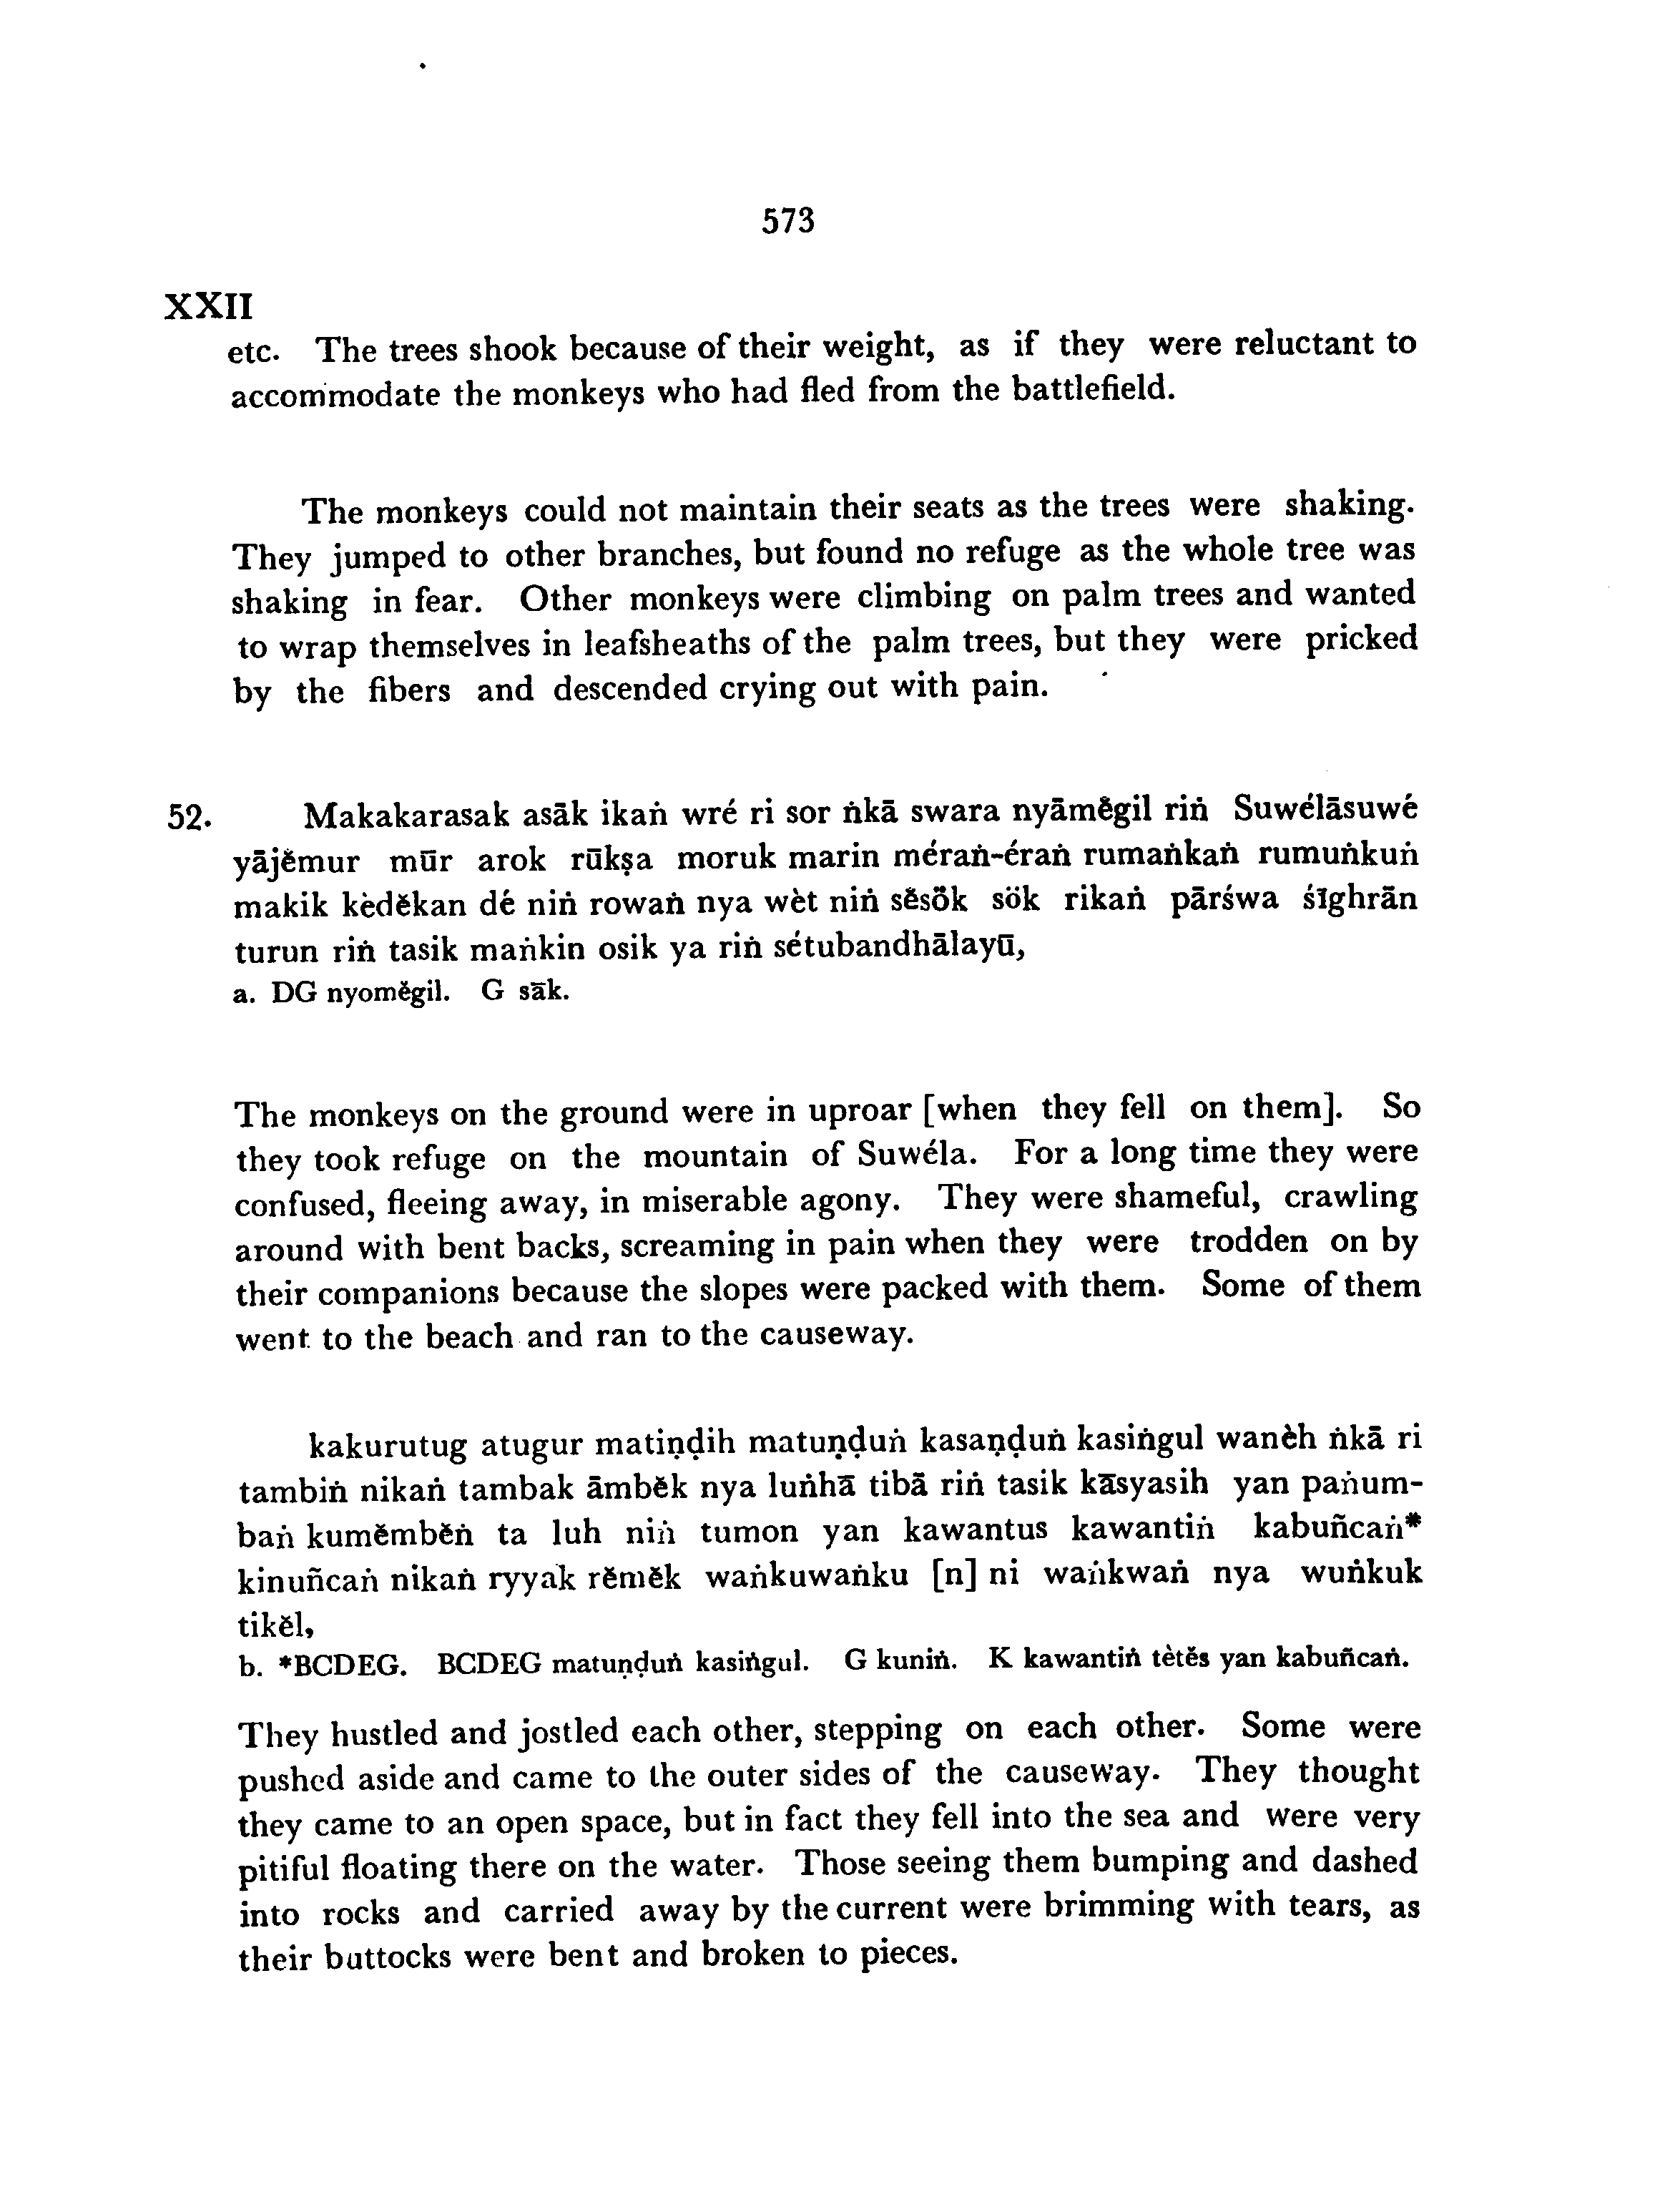 573
XXII
etc. The trees shook because of their weight, as if they were reluctant to
accommodate the monkeys who had fled from the battlefield.
The monkeys could not maintain their seats as the trees were shaking.
They jumped to other branches, but found no refuge as the whole tree was
shaking in fear. Other monkeys were climbing on palm trees and wanted
to wrap themselves in leafsheaths of the palm trees, but they were pricked
by the fibers and descended crying out with pain.
52. Makakarasak asāk ikaṅ wré ri sor ṅkā swara nyāmĕgil riṅ Suwélāsuwé
yājĕmur mūr arok rūkṣa moruk marin méraṅ-éraṅ rumaṅkaṅ rumuṅkuṅ
makik kèdĕkan dé niṅ rowaṅ nya wèt niṅ sĕsök sök rikaṅ pārśwa śīghrān
turun riṅ tasik maṅkin osik ya riṅ sétubandhālayū,
a. DG nyomĕgil. G sāk.
The monkeys on the ground were in uproar [when they fell on them]. So
they took refuge on the mountain of Suwéla. For a long time they were
confused, fleeing away, in miserable agony. They were shameful, crawling
around with bent backs, screaming in pain when they were trodden on by
their companions because the slopes were packed with them. Some of them
went to the beach and ran to the causeway.
kakurutug atugur matiṇḍih matuṇḍuṅ kasaṇḍuṅ kasiṅgul wanèh ṅkā ri
tambiṅ nikaṅ tambak āmbĕk nya luṅhā tibā riṅ tasik kāsyasih yan paṅum-
baṅ kumĕmbĕṅ ta luh niṅ tumon yan kawantus kawantiṅ kabuñcaṅ*
kinuñcaṅ nikaṅ ryyak rĕmĕk waṅkuwaṅku [n] ni waṅkwaṅ nya wuṅkuk
tikĕl,
b. *BCDEG. BCDEG matuṇḍuṅ kasiṅgul. G kuniṅ. K kawantiṅ tètĕs yan kabuñcaṅ.
They hustled and jostled each other, stepping on each other. Some were
pushed aside and came to the outer sides of the causeway. They thought
they came to an open space, but in fact they fell into the sea and were very
pitiful floating there on the water. Those seeing them bumping and dashed
into rocks and carried away by the current were brimming with tears, as
their buttocks were bent and broken to pieces.